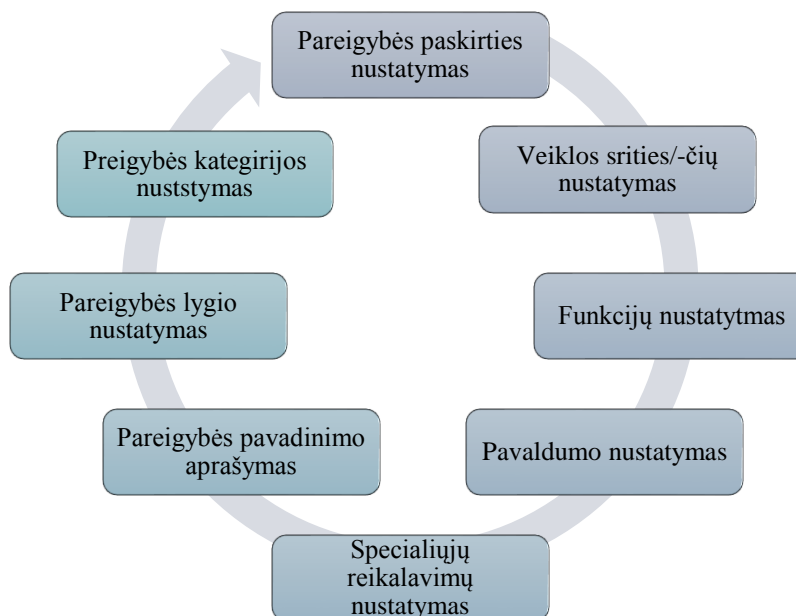 Pareigybės paskirties
nustatymas
Veiklos srities/-čių
nustatymas
Funkcijų nustatytmas
Pavaldumo nustatymas
Specialiųjų
reikalavimų
nustatymas
Pareigybės pavadinimo
aprašymas
Pareigybės lygio
nustatymas
Preigybės kategirijos
nuststymas